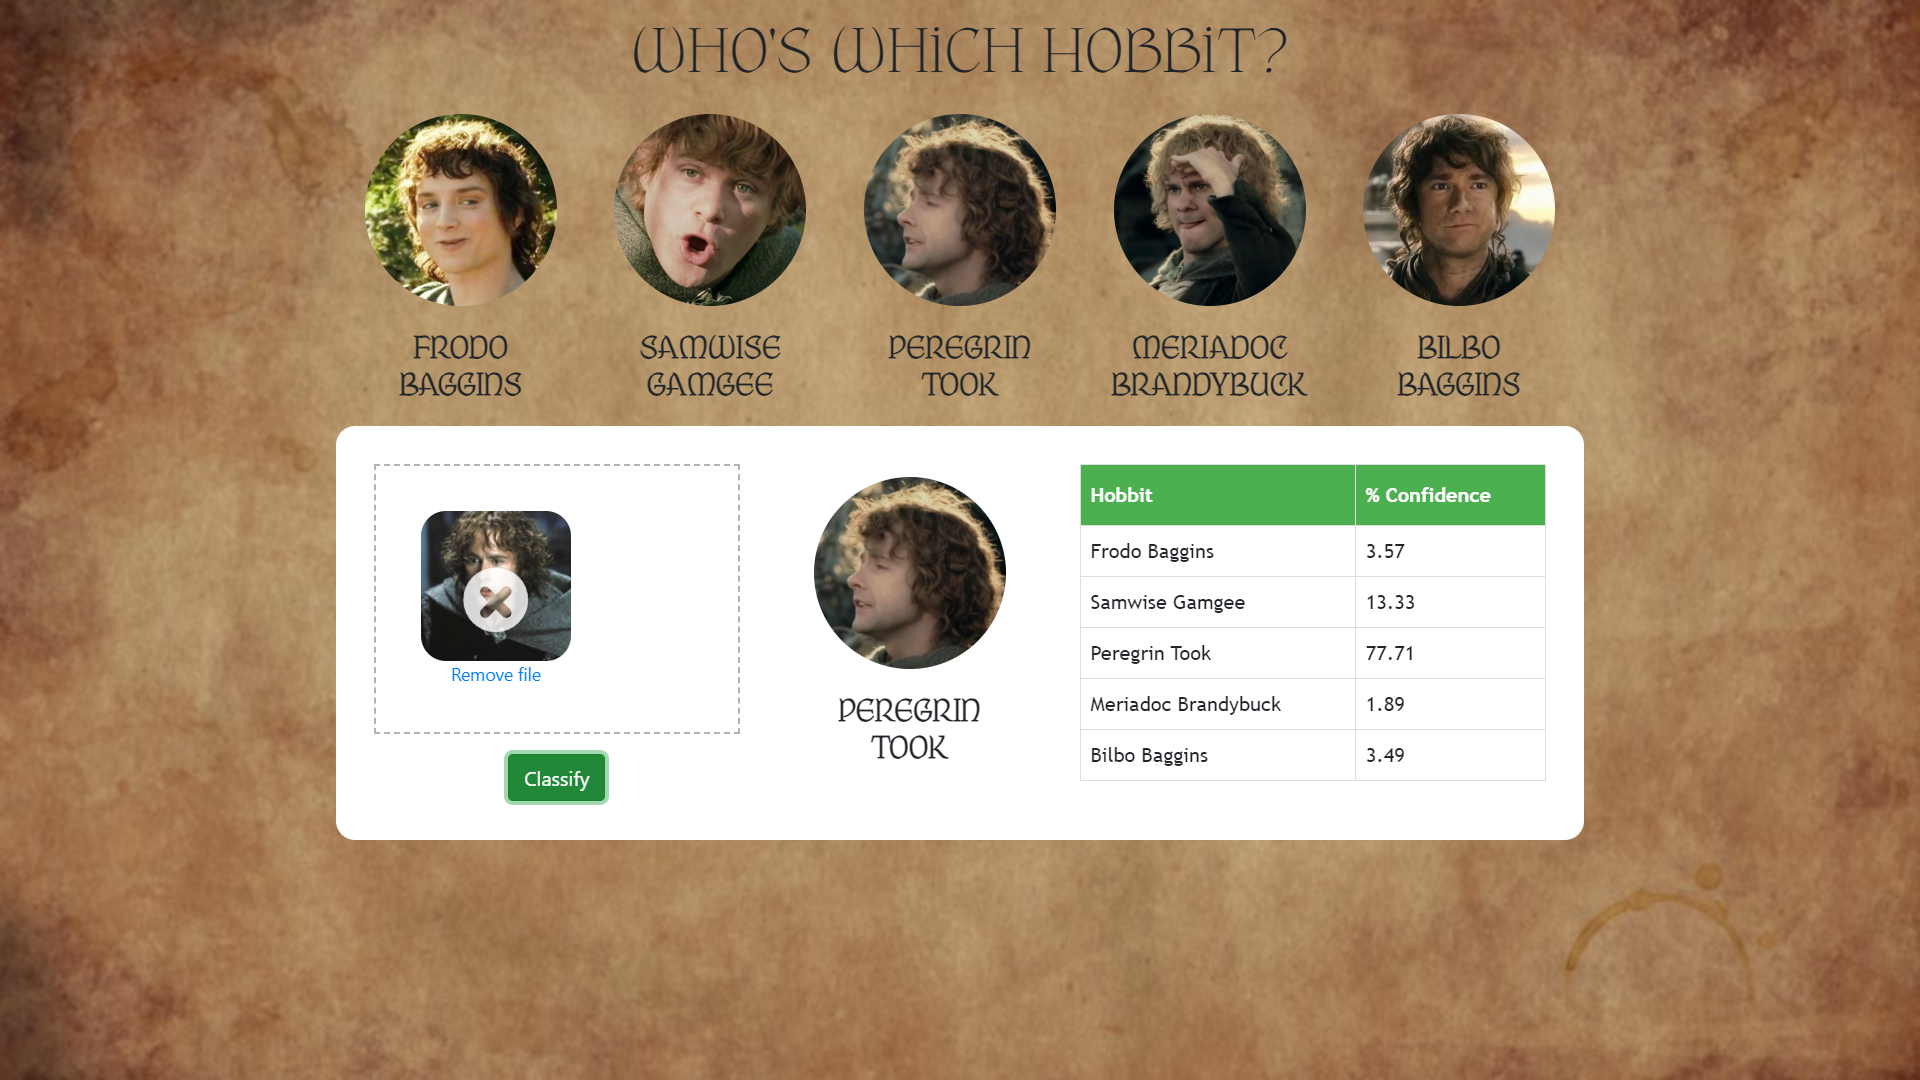 WHO'S WHiCH HOBBiT?
FRODO
BAGGINS
SAMWISE
GAMGEE
PEREGRIN
TOOK
MERIADOC
BRANDYBUCK
BILBO
BAGGINS
Remove file
Classify
PEREGRIN
TOOK
Hobbit % Confidence
Frodo Baggins 3.57
Samwise Gamgee 13.33
Peregrin Took 77.71
Meriadoc Brandybuck 1.89
Bilbo Baggins 3.49